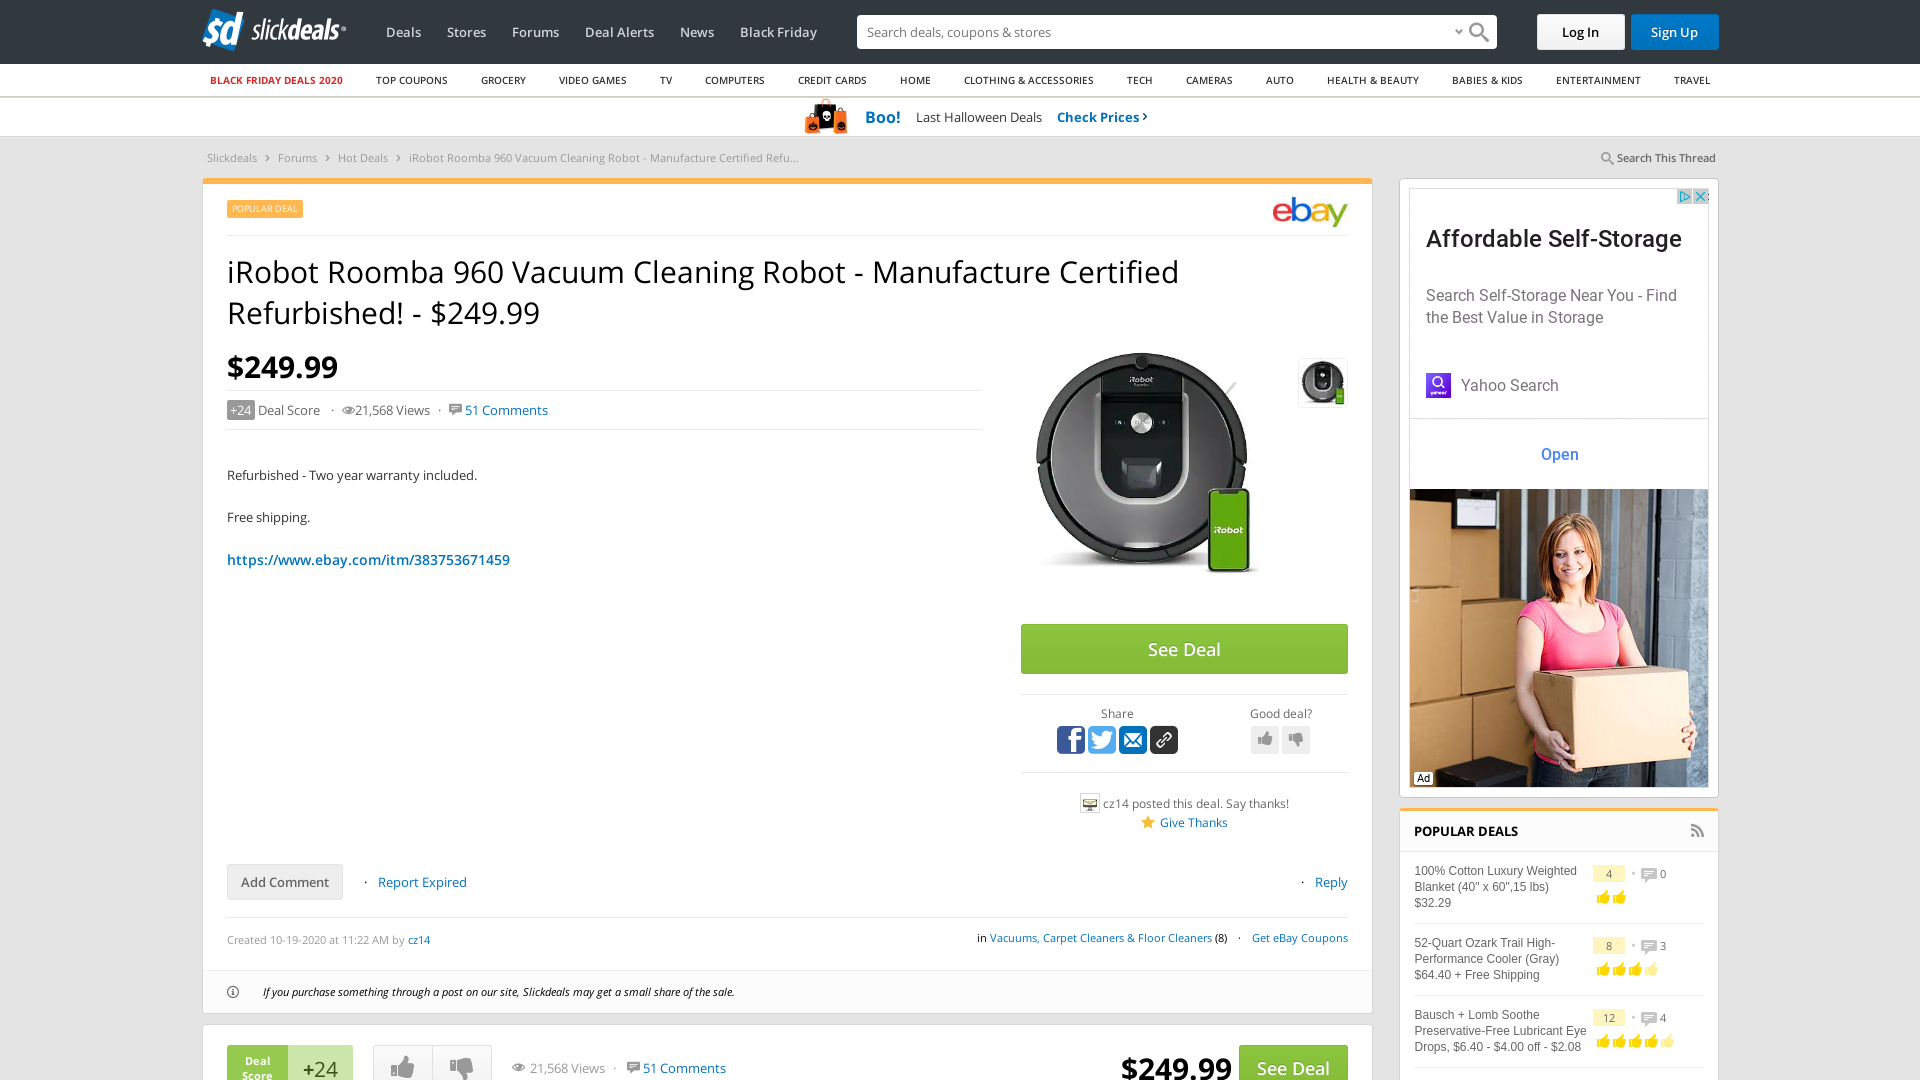 $d slickdeals
Deals Stores Forums Deal Alerts News Black Friday
Search deals, coupons & stores
Log In Sign Up
BLACK FRIDAY DEALS 2020 TOP COUPONS GROCERY VIDEO GAMES TV COMPUTERS CREDIT CARDS HOME CLOTHING & ACCESSORIES TECH CAMERAS AUTO HEALTH & BEAUTY BABIES & KIDS ENTERTAINMENT TRAVEL
Boo! Last Halloween Deals Check Prices ›
Slickdeals › Forums › Hot Deals › iRobot Roomba 960 Vacuum Cleaning Robot - Manufacture Certified Refu...
Search This Thread
POPULAR DEAL
ebay
iRobot Roomba 960 Vacuum Cleaning Robot - Manufacture Certified
Refurbished! - $249.99
$249.99
+24 Deal Score · 21,568 Views · 51 Comments
Refurbished - Two year warranty included.
Free shipping.
https://www.ebay.com/itm/383753671459
iRobot
iRobot
See Deal
Share
Good deal?
cz14 posted this deal. Say thanks!
Give Thanks
Add Comment · Report Expired
· Reply
Created 10-19-2020 at 11:22 AM by cz14
in Vacuums, Carpet Cleaners & Floor Cleaners (8) · Get eBay Coupons
If you purchase something through a post on our site, Slickdeals may get a small share of the sale.
Deal
Score
+24
21,568 Views · 51 Comments
$249.99
See Deal
Affordable Self-Storage
Search Self-Storage Near You - Find
the Best Value in Storage
yahoo!
Yahoo Search
Open
Ad
POPULAR DEALS
100% Cotton Luxury Weighted
Blanket (40" x 60",15 lbs)
$32.29
4 • 0
52-Quart Ozark Trail High-
Performance Cooler (Gray)
$64.40 + Free Shipping
8 • 3
Bausch + Lomb Soothe
Preservative-Free Lubricant Eye
Drops, $6.40 - $4.00 off - $2.08
12 • 4